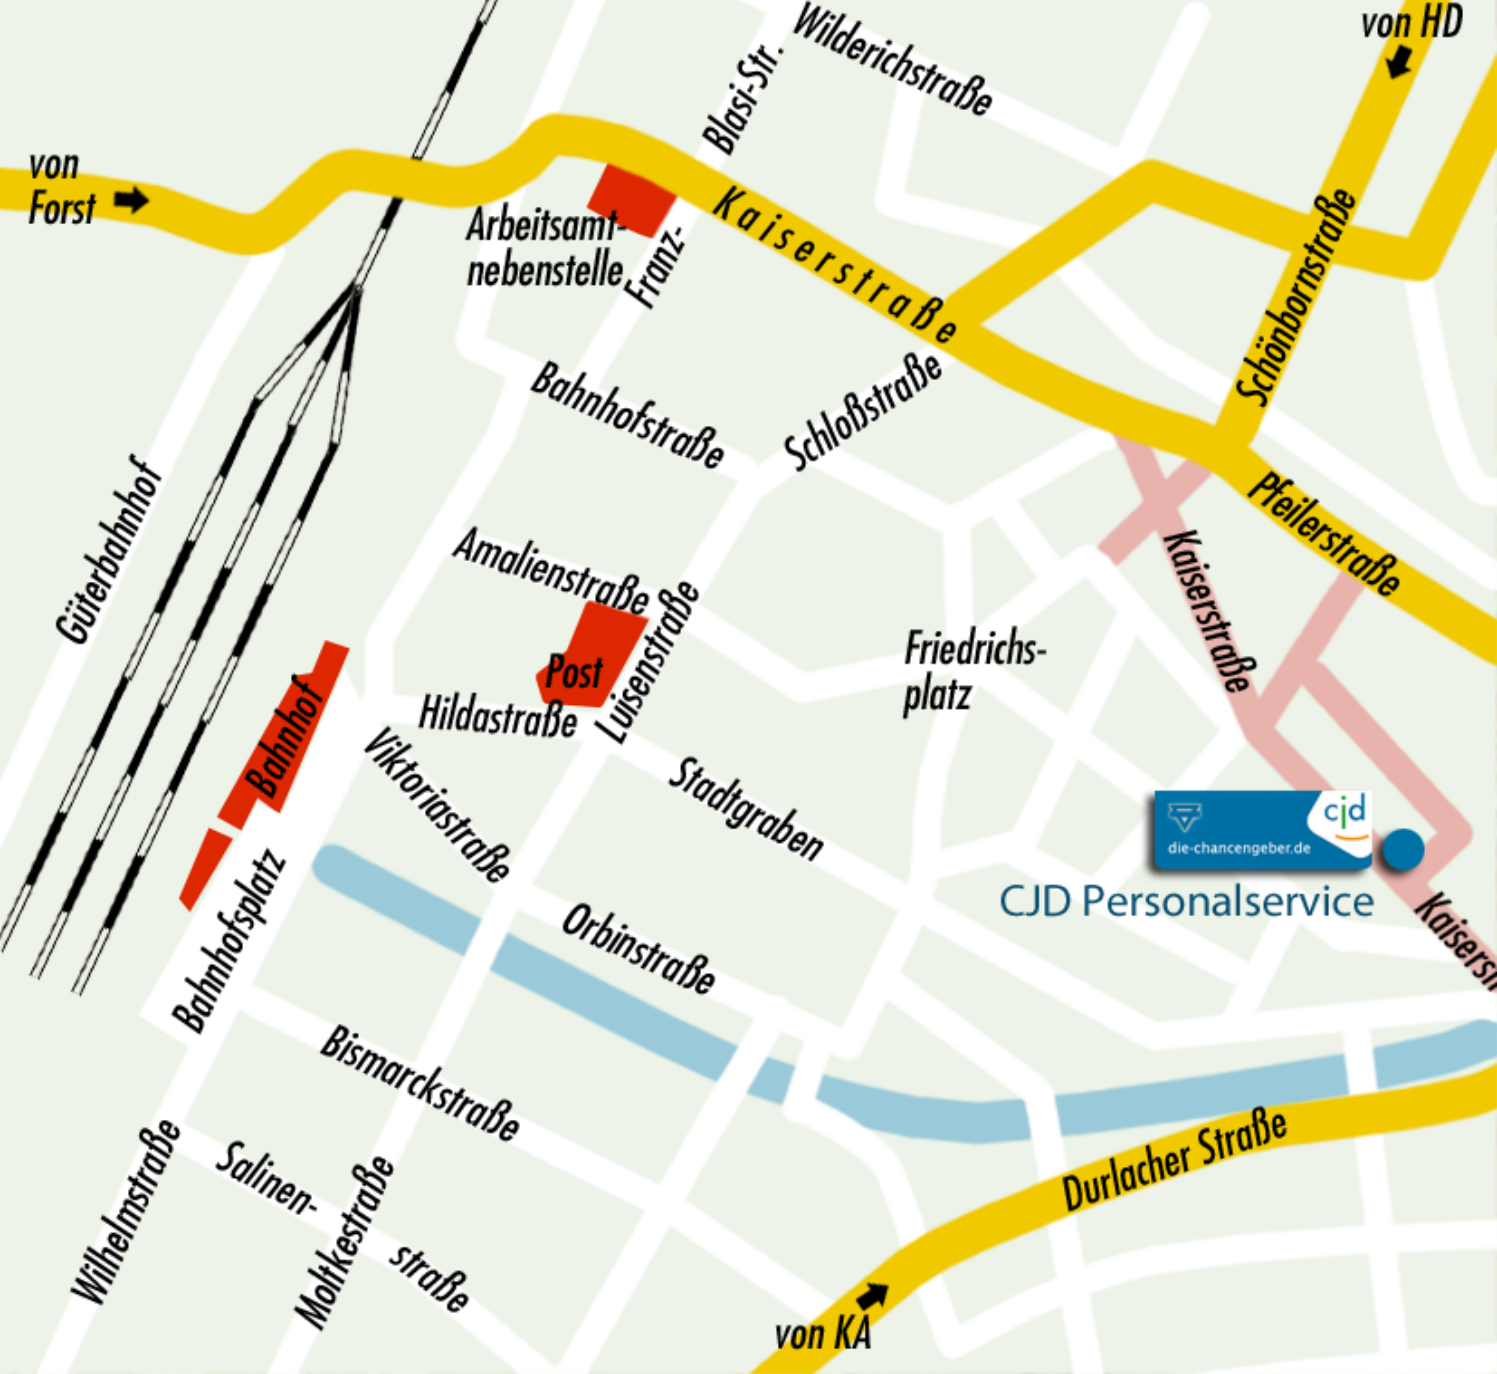 von HD
Wilderichstraße
Blasi-Str.
von
Forst
Arbeitsamt-
nebenstelle
Franz-
Kaiserstraße
Schönbornstraße
Bahnhofstraße
Schloßstraße
Güterbahnhof
Pfeilerstraße
Amalienstraße
Kaiserstraße
Friedrichs-
platz
Post
Luisenstraße
Hildastraße
Bahnhof
Viktoriastraße
Stadtgraben
cjd
die-chancengeber.de
CJD Personalservice
Kaiserstr
Bahnhofsplatz
Orbinstraße
Bismarckstraße
Durlacher Straße
Wilhelmstraße
Salinen-
straße
Moltkestraße
von KA